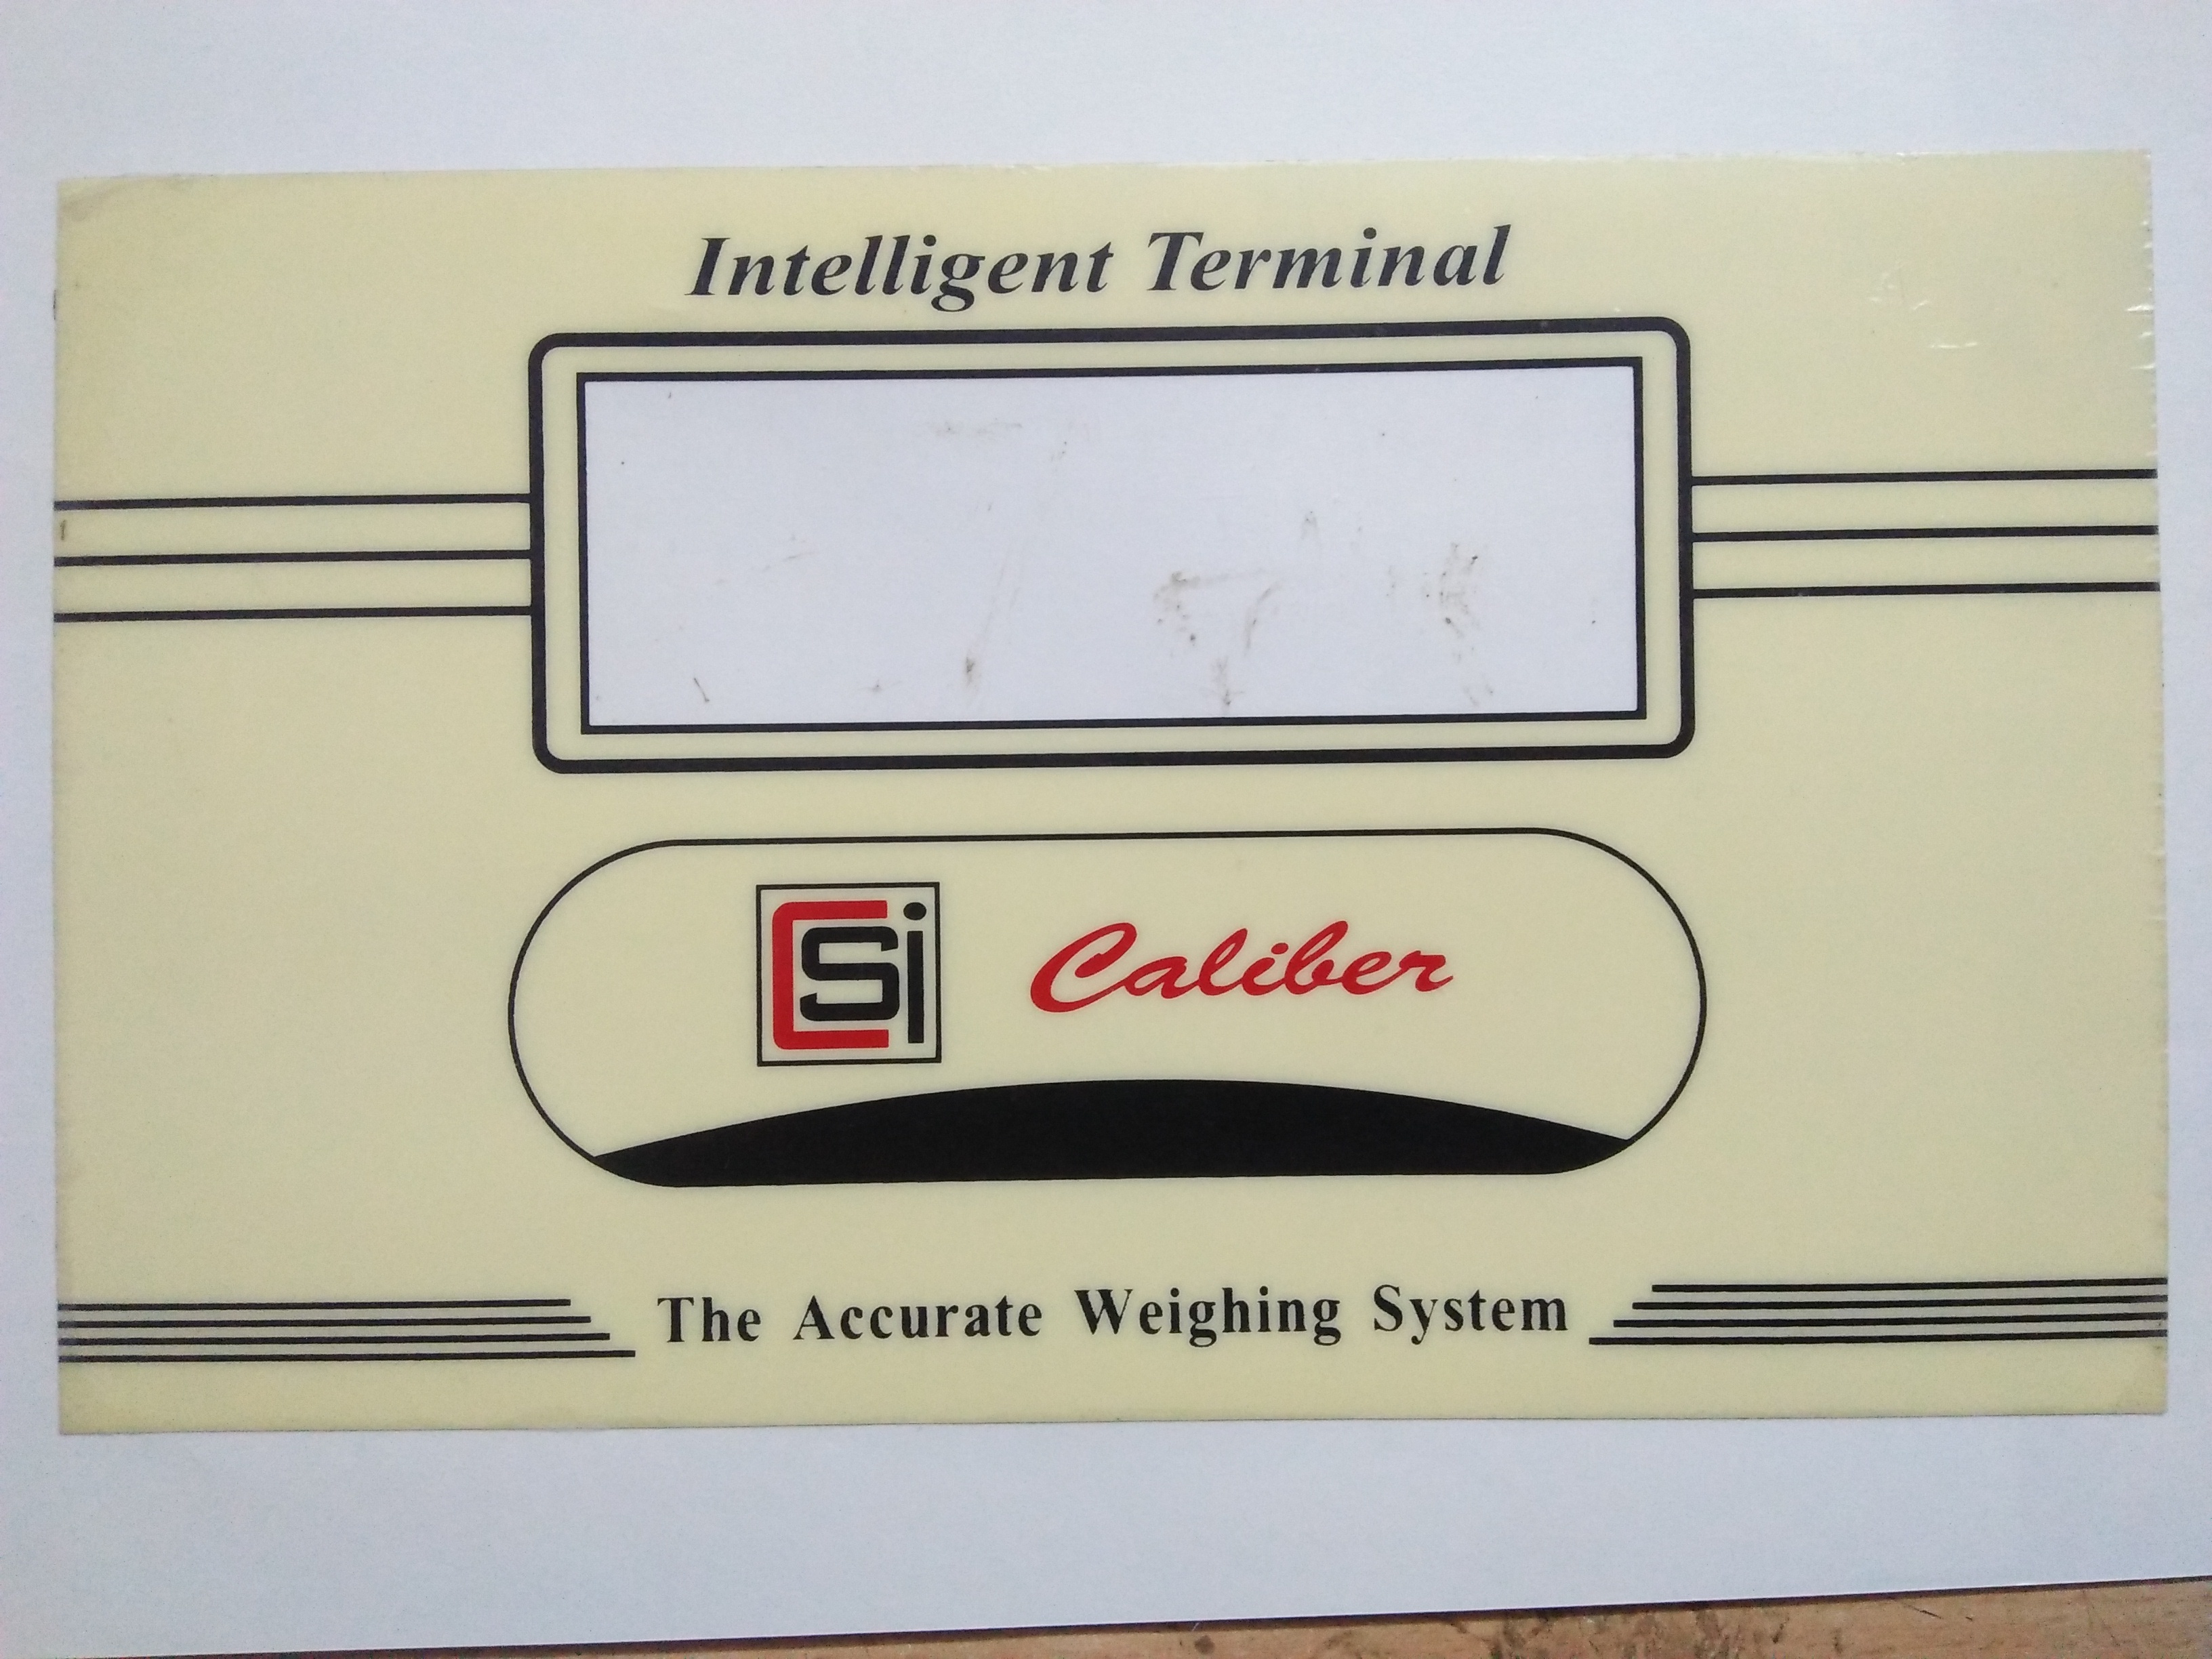 Intelligent Terminal
CSi Caliber
The Accurate Weighing System